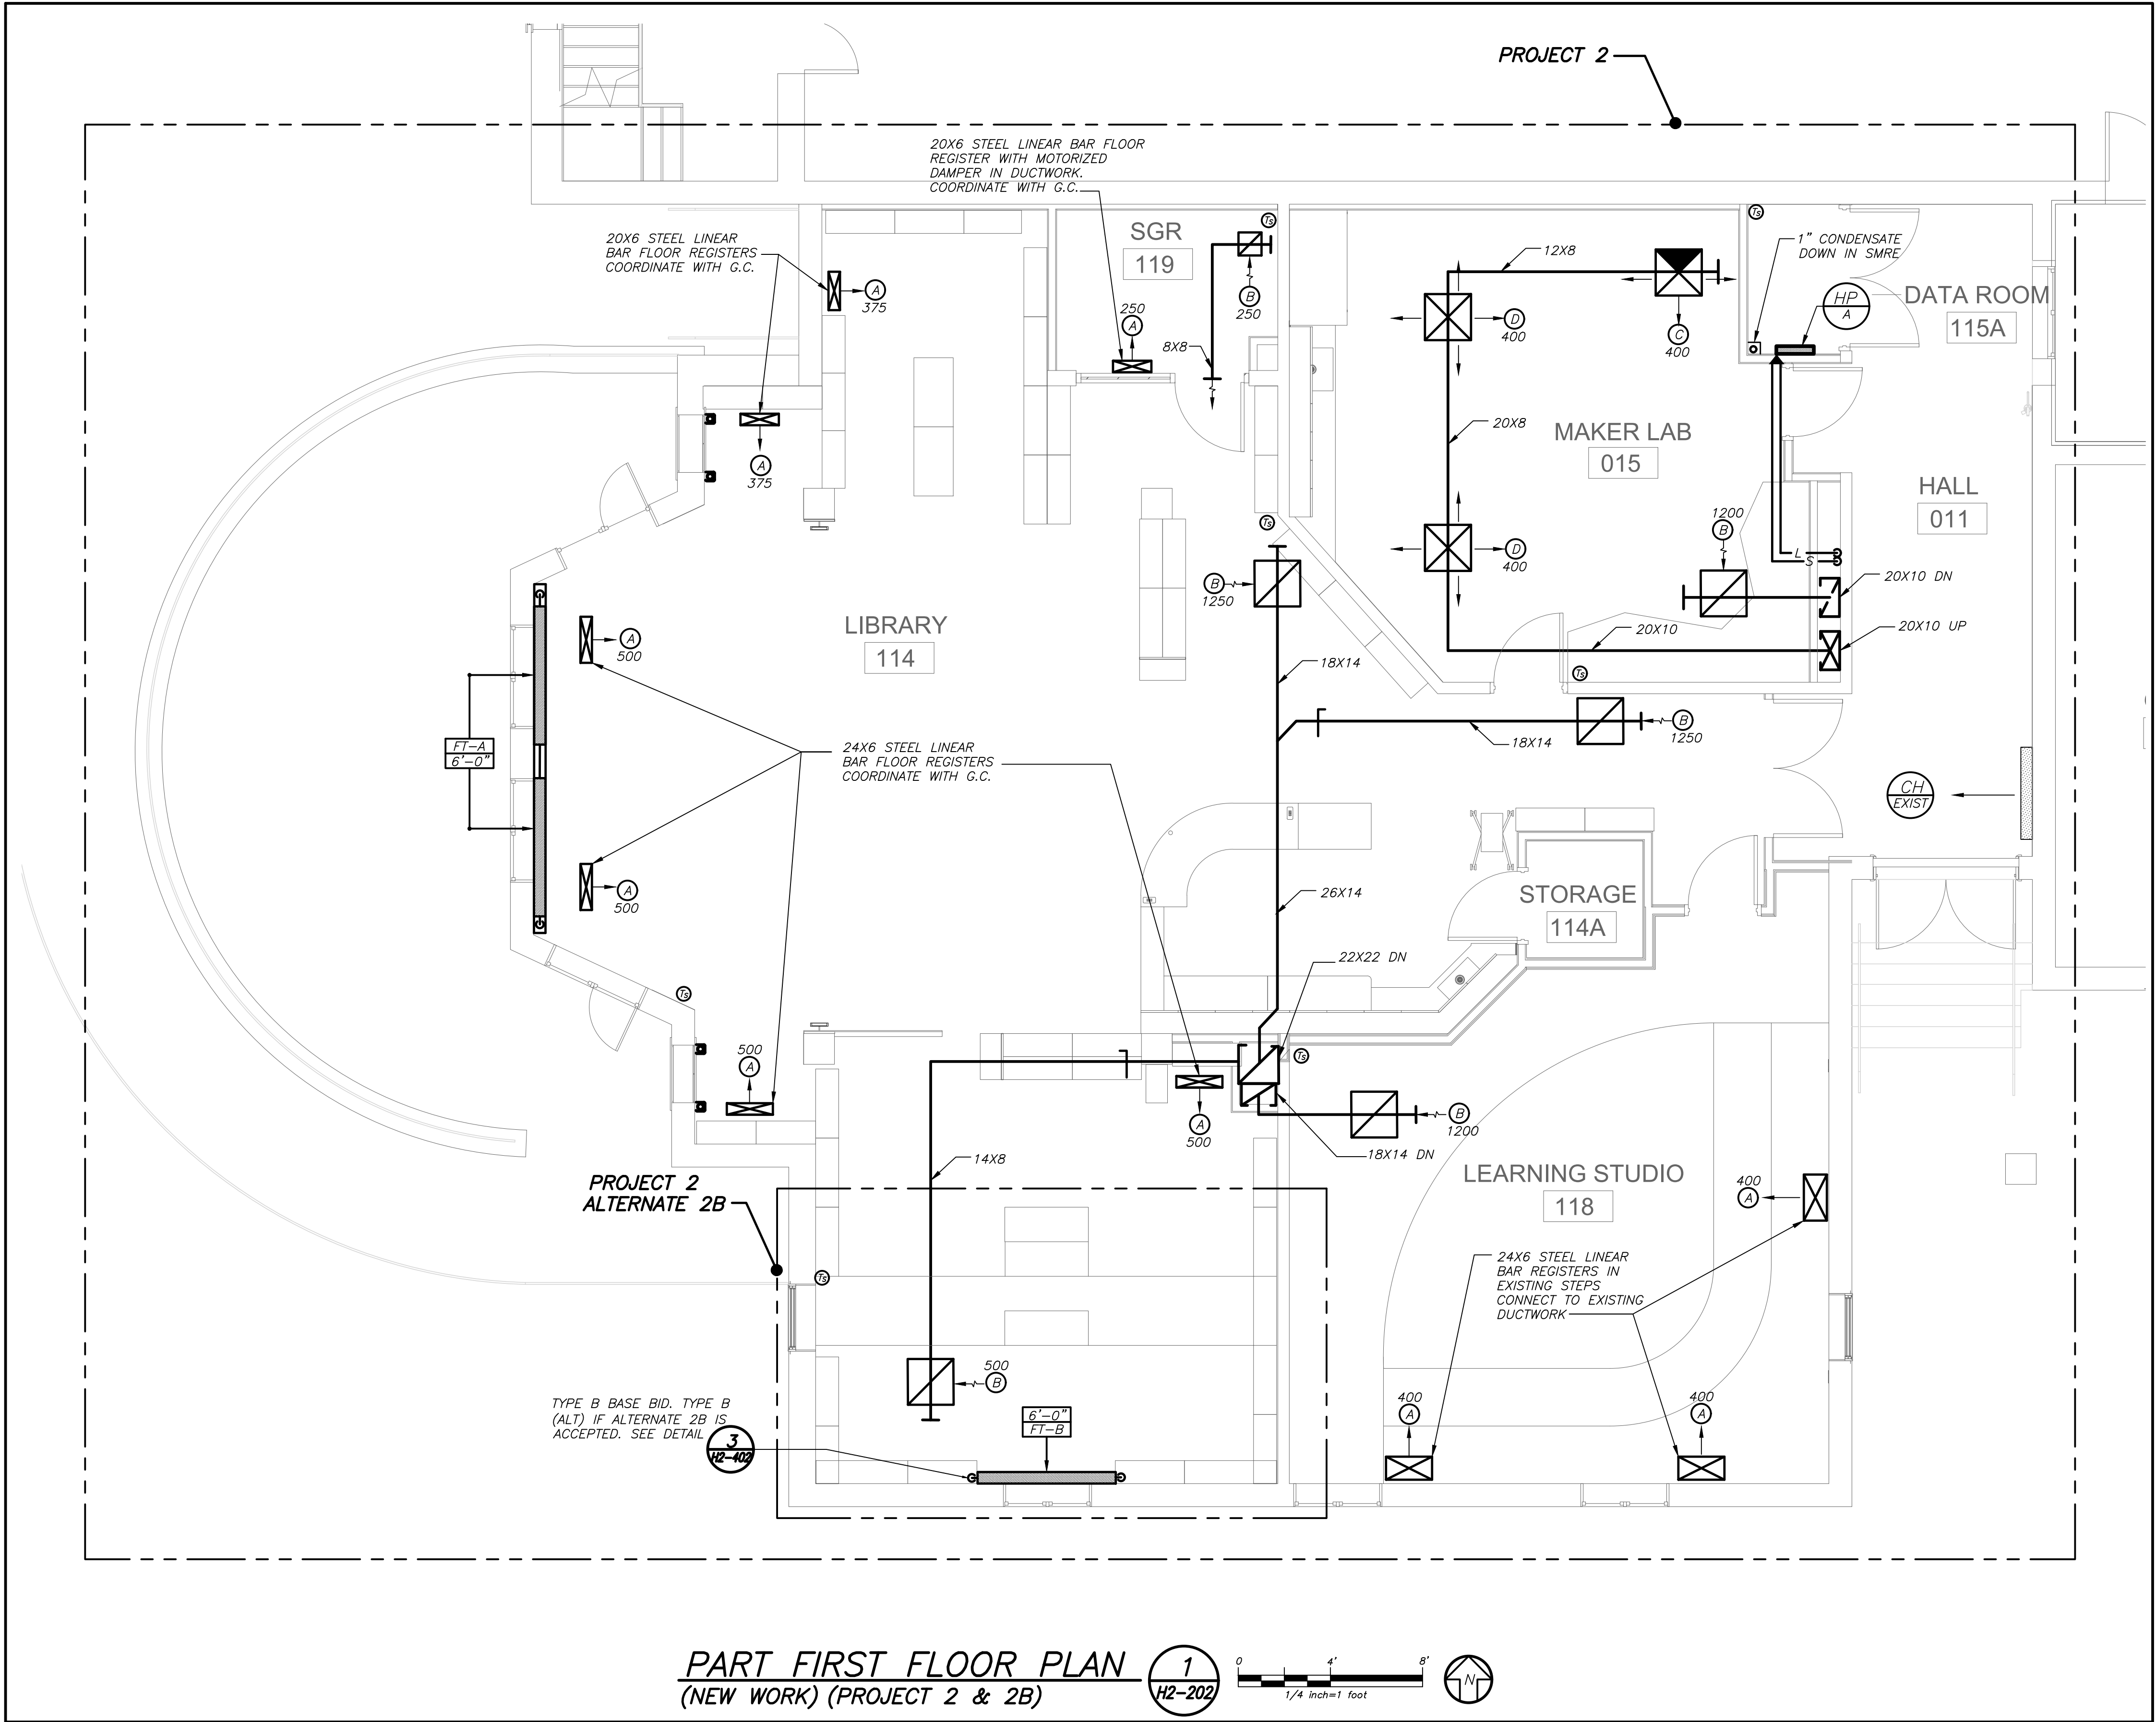 PROJECT 2
20X6 STEEL LINEAR BAR FLOOR
REGISTER WITH MOTORIZED
DAMPER IN DUCTWORK.
COORDINATE WITH G.C.
20X6 STEEL LINEAR
BAR FLOOR REGISTERS
COORDINATE WITH G.C.
A
375
A
375
SGR
119
Ts
B
250
250
A
8X8
12X8
D
400
C
400
Ts
1" CONDENSATE
DOWN IN SMRE
HP
A
DATA ROOM
115A
20X8
MAKER LAB
015
HALL
011
Ts
D
400
1200
B
L
S
20X10 DN
20X10 UP
20X10
Ts
B
1250
LIBRARY
114
A
500
18X14
FT-A
6'-0"
24X6 STEEL LINEAR
BAR FLOOR REGISTERS
COORDINATE WITH G.C.
18X14
B
1250
CH
EXIST
A
500
26X14
STORAGE
114A
22X22 DN
Ts
Ts
500
A
A
500
B
1200
18X14 DN
14X8
PROJECT 2
ALTERNATE 2B
LEARNING STUDIO
118
400
A
Ts
24X6 STEEL LINEAR
BAR REGISTERS IN
EXISTING STEPS
CONNECT TO EXISTING
DUCTWORK
500
B
TYPE B BASE BID. TYPE B
(ALT) IF ALTERNATE 2B IS
ACCEPTED. SEE DETAIL
3
H2-402
6'-0"
FT-B
400
A
400
A
PART FIRST FLOOR PLAN
(NEW WORK) (PROJECT 2 & 2B)
1
H2-202
0 4' 8'
1/4 inch=1 foot
N